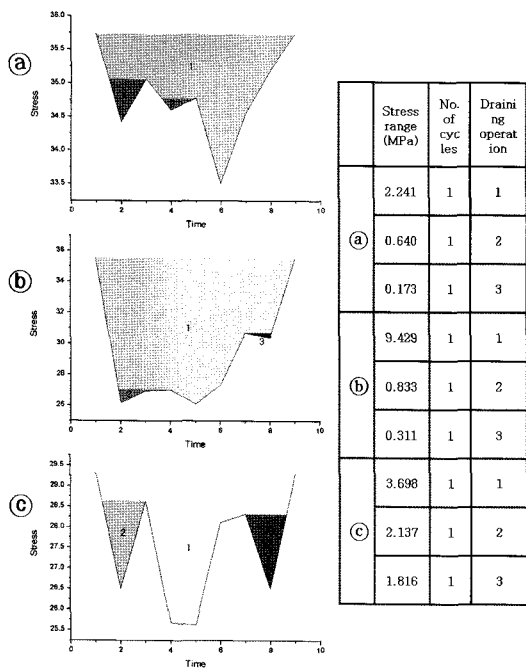 ⓐ
Stress
36.0
35.5
35.0
34.5
34.0
33.5
1
0 2 4 6 8 10
Time
ⓑ
Stress
36
34
32
30
28
26
1
3
0 2 4 6 8 10
Time
ⓒ
Stress
29.5
29.0
28.5
28.0
27.5
27.0
26.5
26.0
25.5
2
1
0 2 4 6 8 10
Time
Stress range (MPa) | No. of cyc les | Draini ng operat ion
ⓐ
2.241 1 1
0.640 1 2
0.173 1 3
ⓑ
9.429 1 1
0.833 1 2
0.311 1 3
ⓒ
3.698 1 1
2.137 1 2
1.816 1 3